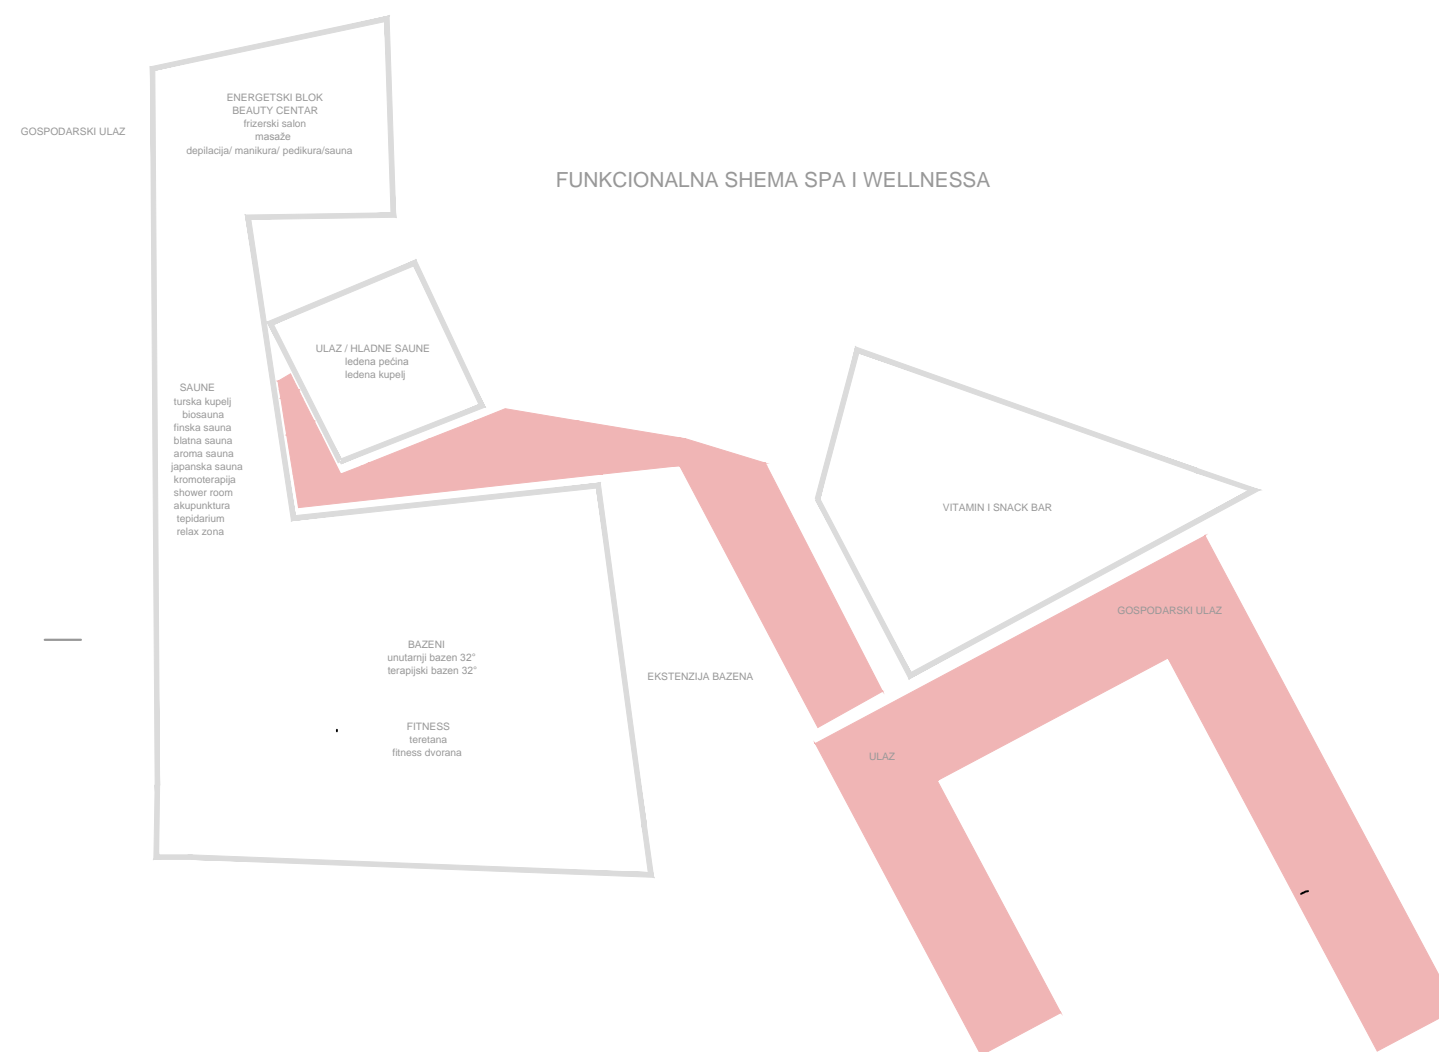 FUNKCIONALNA SHEMA SPA I WELLNESSA
GOSPODARSKI ULAZ
ENERGETSKI BLOK
BEAUTY CENTAR
frizerski salon
masaže
depilacija/ manikura/ pedikura/sauna
ULAZ / HLADNE SAUNE
ledena pećina
ledena kupelj
SAUNE
turska kupelj
biosauna
finska sauna
blatna sauna
aroma sauna
japanska sauna
kromoterapija
shower room
akupunktura
tepidarium
relax zona
BAZENI
unutarnji bazen 32°
terapijski bazen 32°
FITNESS
teretana
fitness dvorana
EKSTENZIJA BAZENA
VITAMIN I SNACK BAR
GOSPODARSKI ULAZ
ULAZ